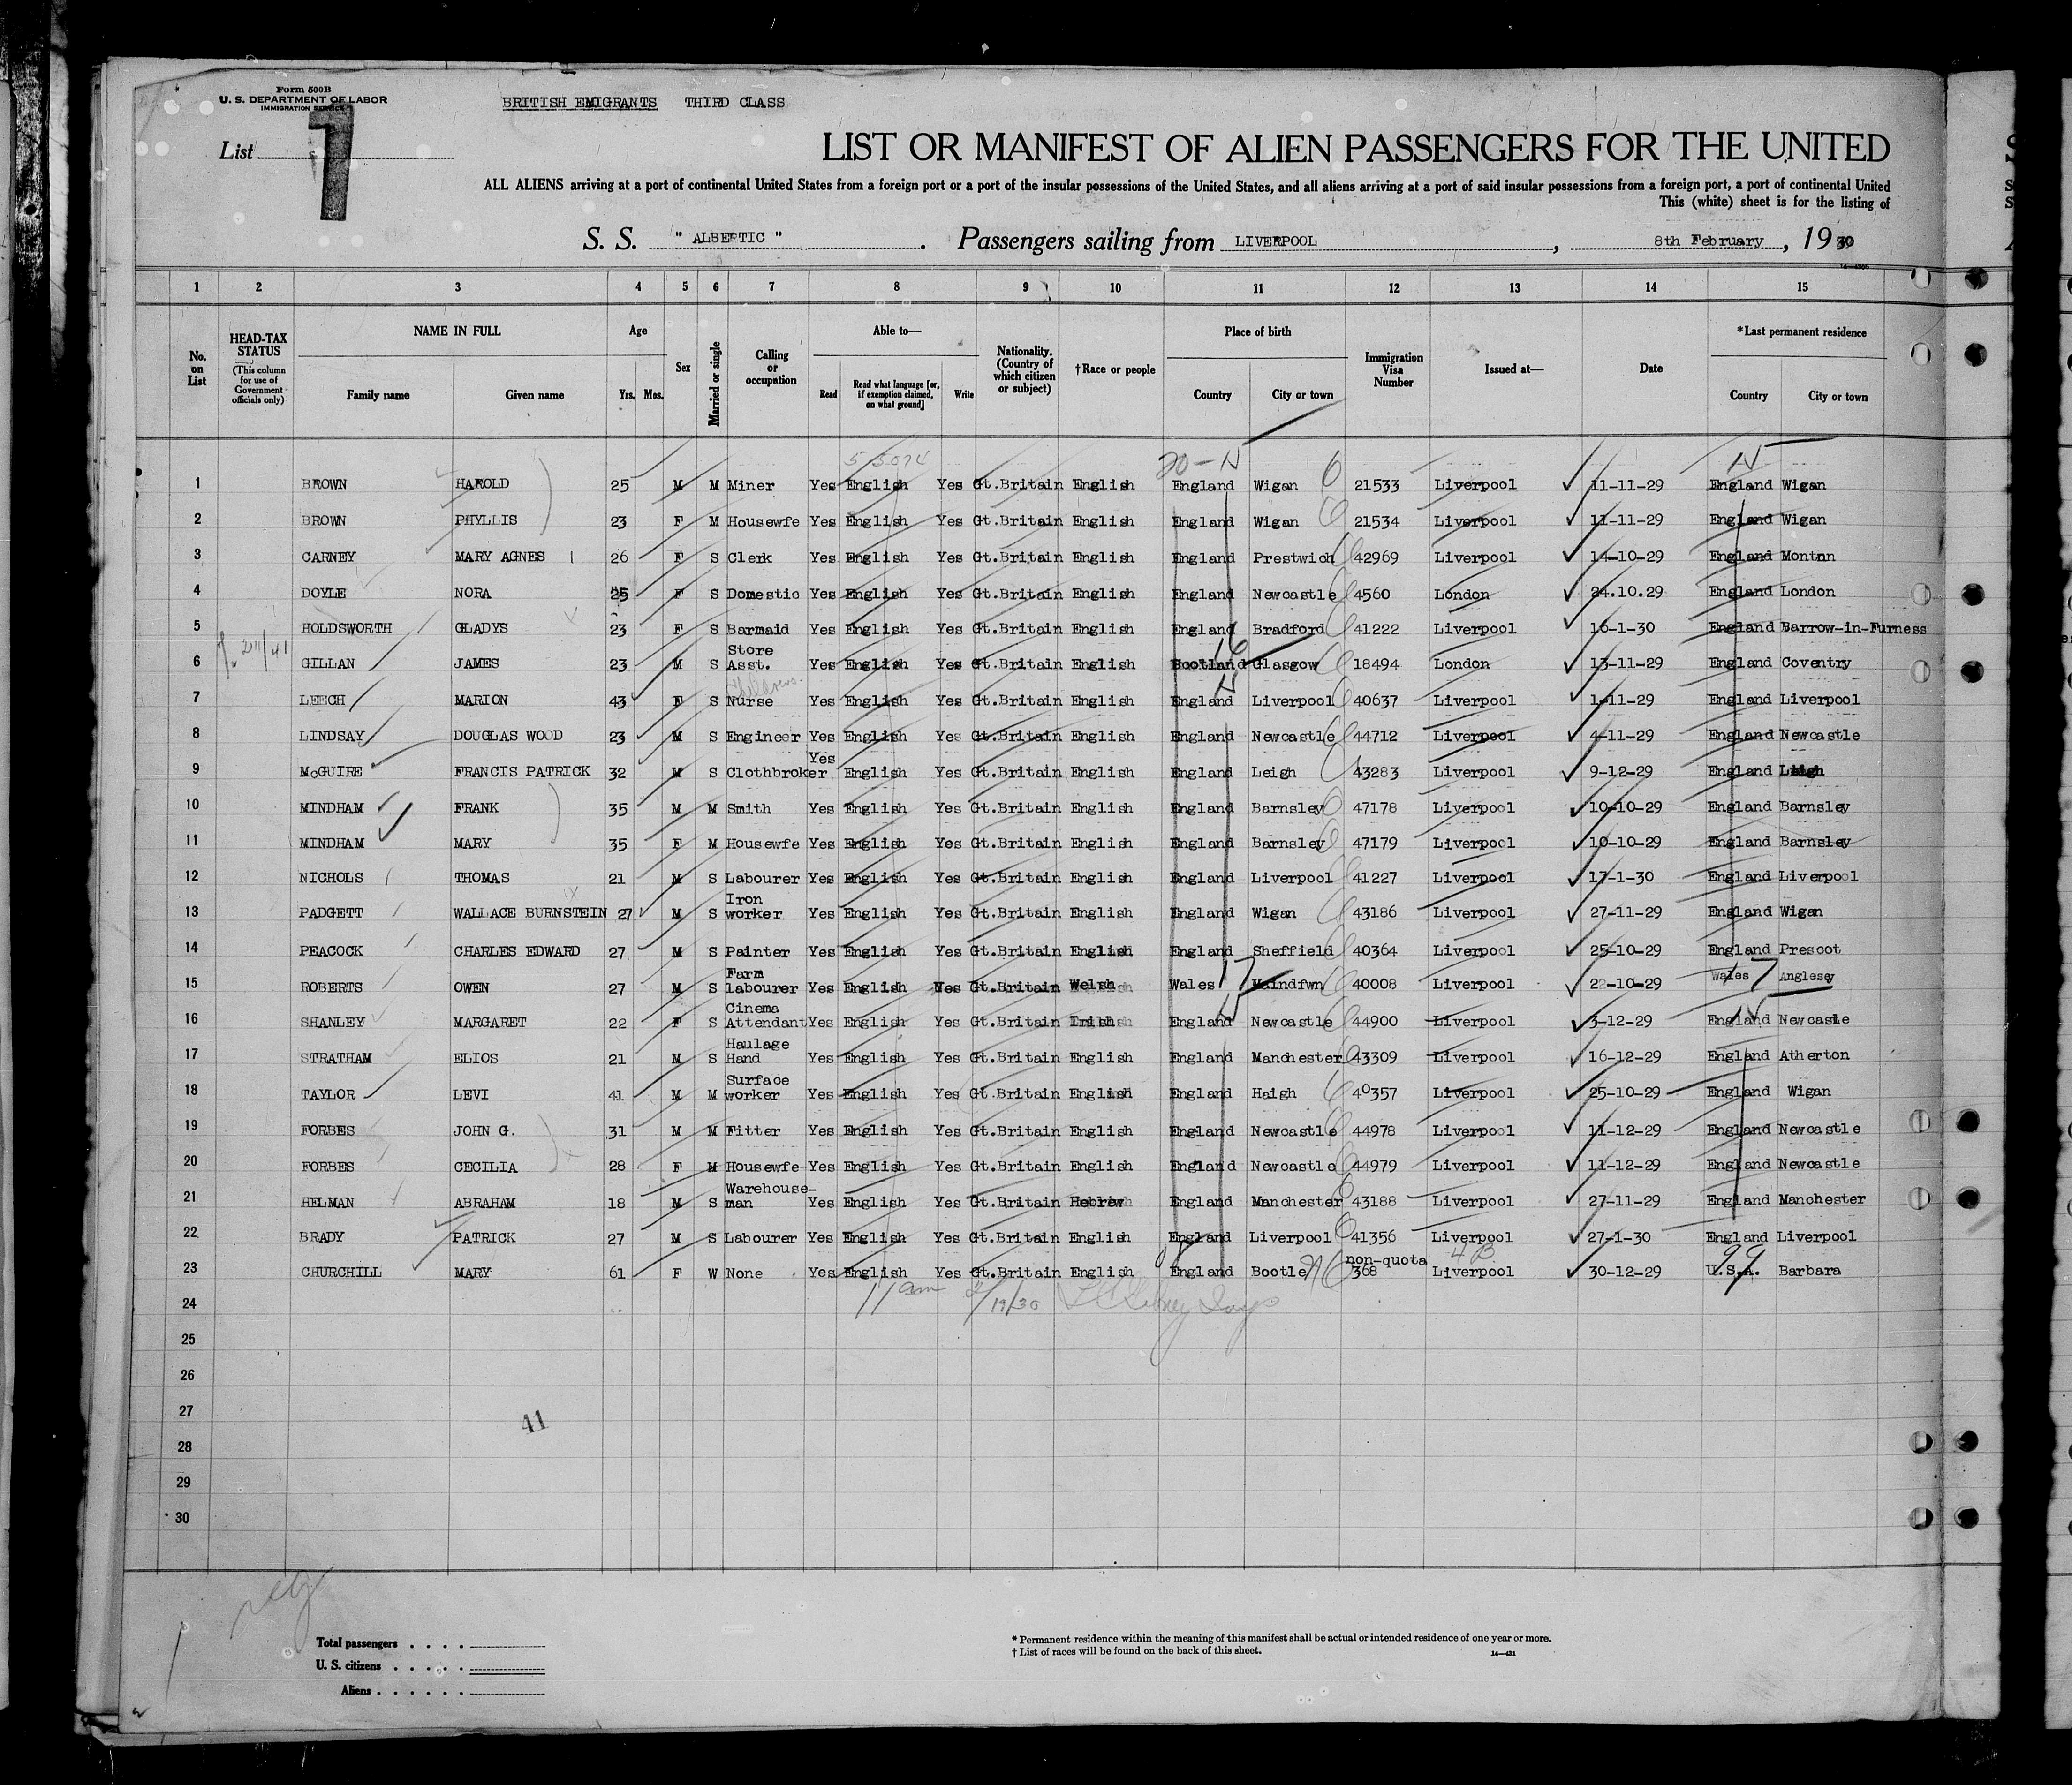 Form 500B
U. S. DEPARTMENT OF LABOR
IMMIGRATION SERVICE
BRITISH EMIGRANTS THIRD CLASS
List
1
LIST OR MANIFEST OF ALIEN PASSENGERS FOR THE UNITED
ALL ALIENS arriving at a port of continental United States from a foreign port or a port of the insular possessions of the United States, and all aliens arriving at a port of said insular possessions from a foreign port, a port of continental United
This (white) sheet is for the listing of
S. S. " ALBERTIC " . Passengers sailing from LIVERPOOL , 8th February , 1930
1 2 3 4 5 6 7 8 9 10 11 12 13 14 15
No. on List
HEAD-TAX STATUS
(This column for use of Government officials only)
NAME IN FULL
Family name Given name
Age
Yrs. Mos.
Sex
Married or single
Calling or occupation
Able to—
Read Read what language [or, if exemption claimed, on what ground] Write
Nationality. (Country of which citizen or subject)
†Race or people
Place of birth
Country City or town
Immigration Visa Number
Issued at—
Date
*Last permanent residence
Country City or town
5 5074 20-N N
1 BROWN HAROLD 25 M M Miner Yes English Yes Gt.Britain English England Wigan 21533 Liverpool 11-11-29 England Wigan
2 BROWN PHYLLIS 23 F M Housewfe Yes English Yes Gt.Britain English England Wigan 21534 Liverpool 11-11-29 England Wigan
3 CARNEY MARY AGNES 26 F S Clerk Yes English Yes Gt.Britain English England Prestwich 42969 Liverpool 14-10-29 England Monton
4 DOYLE NORA 25 F S Domestic Yes English Yes Gt.Britain English England Newcastle 4560 London 24.10.29 England London
5 HOLDSWORTH GLADYS 23 F S Barmaid Yes English Yes Gt.Britain English England Bradford 41222 Liverpool 16-1-30 England Barrow-in-Furness
6 GILLAN JAMES 23 M S Store Asst. Yes English Yes Gt.Britain English Scotland Glasgow 18494 London 13-11-29 England Coventry
7 LEECH MARION 43 F S Childrens Nurse Yes English Yes Gt.Britain English England Liverpool 40637 Liverpool 1-11-29 England Liverpool
8 LINDSAY DOUGLAS WOOD 23 M S Engineer Yes English Yes Gt.Britain English England Newcastle 44712 Liverpool 4-11-29 England Newcastle
9 McGUIRE FRANCIS PATRICK 32 M S Clothbroker Yes English Yes Gt.Britain English England Leigh 43283 Liverpool 9-12-29 England Leigh
10 MINDHAM FRANK 35 M M Smith Yes English Yes Gt.Britain English England Barnsley 47178 Liverpool 10-10-29 England Barnsley
11 MINDHAM MARY 35 F M Housewfe Yes English Yes Gt.Britain English England Barnsley 47179 Liverpool 10-10-29 England Barnsley
12 NICHOLS THOMAS 21 M S Labourer Yes English Yes Gt.Britain English England Liverpool 41227 Liverpool 17-1-30 England Liverpool
13 PADGETT WALLACE BURNSTEIN 27 M S Iron worker Yes English Yes Gt.Britain English England Wigan 43186 Liverpool 27-11-29 England Wigan
14 PEACOCK CHARLES EDWARD 27 M S Painter Yes English Yes Gt.Britain English England Sheffield 40364 Liverpool 25-10-29 England Prescot
15 ROBERTS OWEN 27 M S Farm labourer Yes English Yes Gt.Britain Welsh Wales 17 40008 Liverpool 22-10-29 Wales Anglesey
16 SHANLEY MARGARET 22 F S Cinema Attendant Yes English Yes Gt.Britain Irish England Newcastle 44900 Liverpool 3-12-29 England Newcasle
17 STRATHAM ELIOS 21 M S Haulage Hand Yes English Yes Gt.Britain English England Manchester 43309 Liverpool 16-12-29 England Atherton
18 TAYLOR LEVI 41 M M Surface worker Yes English Yes Gt.Britain English England Haigh 40357 Liverpool 25-10-29 England Wigan
19 FORBES JOHN G. 31 M M Fitter Yes English Yes Gt.Britain English England Newcastle 44978 Liverpool 11-12-29 England Newcastle
20 FORBES CECILIA 28 F M Housewfe Yes English Yes Gt.Britain English England Newcastle 44979 Liverpool 11-12-29 England Newcastle
21 HELMAN ABRAHAM 18 M S Warehouse-man Yes English Yes Gt.Britain Hebrew England Manchester 43188 Liverpool 27-11-29 England Manchester
22 BRADY PATRICK 27 M S Labourer Yes English Yes Gt.Britain English England Liverpool 41356 Liverpool 27-1-30 England Liverpool
23 CHURCHILL MARY 61 F W None Yes English Yes Gt.Britain English England Bootle non-quota 368 4B Liverpool 30-12-29 99 U.S.A. Barbara
24 11 am 2/19/30
25
26
27
41
28
29
30
Total passengers . . . .
U. S. citizens . . . . .
Aliens . . . . . .
* Permanent residence within the meaning of this manifest shall be actual or intended residence of one year or more.
† List of races will be found on the back of this sheet.
14—431